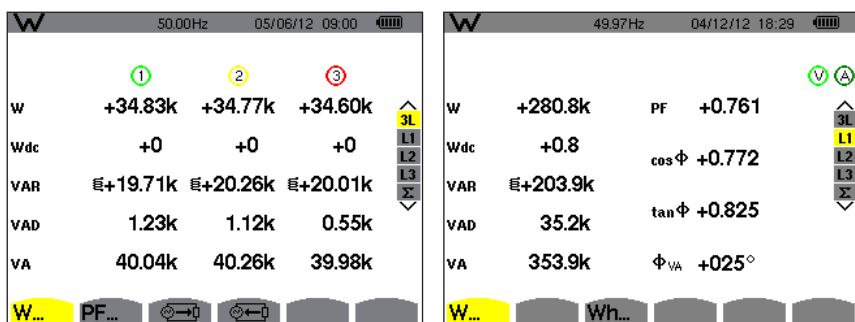 W 50.00Hz 05/06/12 09:00
1 2 3
W +34.83k +34.77k +34.60k
3L
Wdc +0 +0 +0
L1
L2
VAR +19.71k +20.26k +20.01k
L3
Σ
VAD 1.23k 1.12k 0.55k
VA 40.04k 40.26k 39.98k
W... PF...
W 49.97Hz 04/12/12 18:29
V A
W +280.8k PF +0.761
3L
Wdc +0.8
L1
cosΦ +0.772
L2
VAR +203.9k
L3
Σ
tanΦ +0.825
VAD 35.2k
VA 353.9k ΦVA +025°
W... Wh...